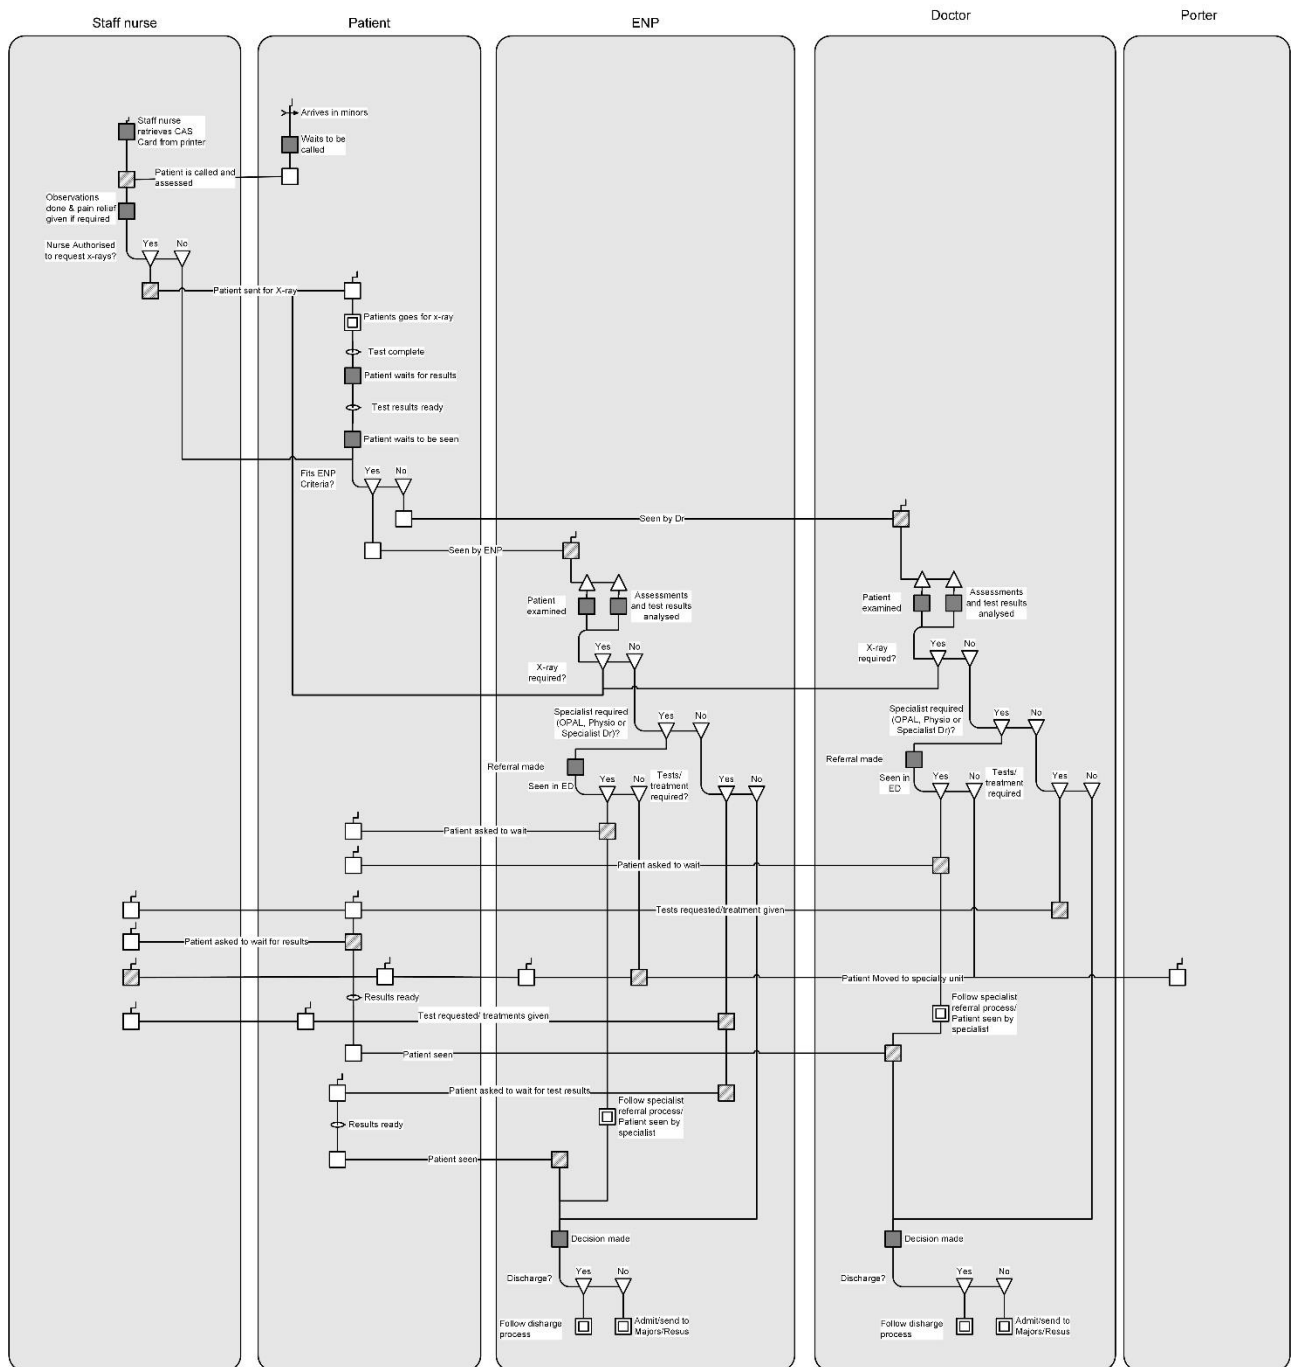 Staff nurse
Patient
ENP
Doctor
Porter
Staff nurse
retrieves CAS
Card from printer
Arrives in minors
Waits to be
called
Patient is called and
assessed
Observations
done & pain relief
given if required
Nurse Authorised
to request x-rays?
Yes
No
Patient sent for X-ray
Patients goes for x-ray
Test complete
Patient waits for results
Test results ready
Patient waits to be seen
Fits ENP
Criteria?
Yes
No
Seen by Dr
Seen by ENP
Patient
examined
Assessments
and test results
analysed
Patient
examined
Assessments
and test results
analysed
X-ray
required?
Yes
No
X-ray
required?
Yes
No
Specialist required
(OPAL, Physio or
Specialist Dr)?
Yes
No
Specialist required
(OPAL, Physio or
Specialist Dr)?
Yes
No
Referral made
Seen in ED
Yes
No
Tests/
treatment
required?
Yes
No
Referral made
Seen in
ED
Yes
No
Tests/
treatment
required
Yes
No
Patient asked to wait
Patient asked to wait
Tests requested/treatment given
Patient asked to wait for results
Patient Moved to specialty unit
Results ready
Follow specialist
referral process/
Patient seen by
specialist
Test requested/ treatments given
Patient seen
Patient asked to wait for test results
Follow specialist
referral process/
Patient seen by
specialist
Results ready
Patient seen
Decision made
Decision made
Discharge?
Yes
No
Discharge?
Yes
No
Follow disharge
process
Admit/send to
Majors/Resus
Follow disharge
process
Admit/send to
Majors/Resus